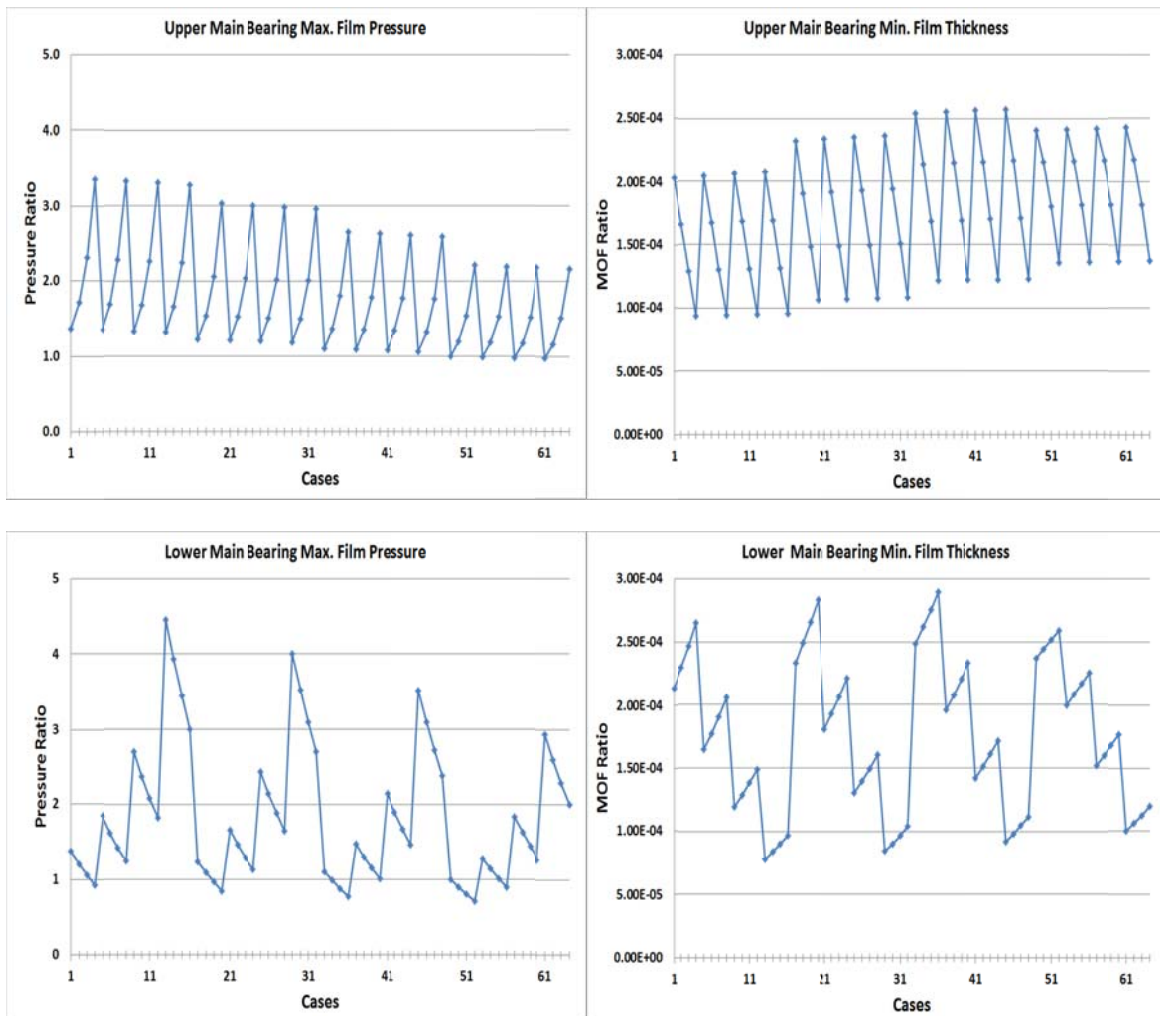 Upper Main Bearing Max. Film Pressure
5.0
4.0
3.0
2.0
1.0
0.0
Pressure Ratio
1 11 21 31 41 51 61
Cases
Upper Main Bearing Min. Film Thickness
3.00E-04
2.50E-04
2.00E-04
1.50E-04
1.00E-04
5.00E-05
0.00E+00
MOF Ratio
1 11 21 31 41 51 61
Cases
Lower Main Bearing Max. Film Pressure
5
4
3
2
1
0
Pressure Ratio
1 11 21 31 41 51 61
Cases
Lower Main Bearing Min. Film Thickness
3.00E-04
2.50E-04
2.00E-04
1.50E-04
1.00E-04
5.00E-05
0.00E+00
MOF Ratio
1 11 21 31 41 51 61
Cases